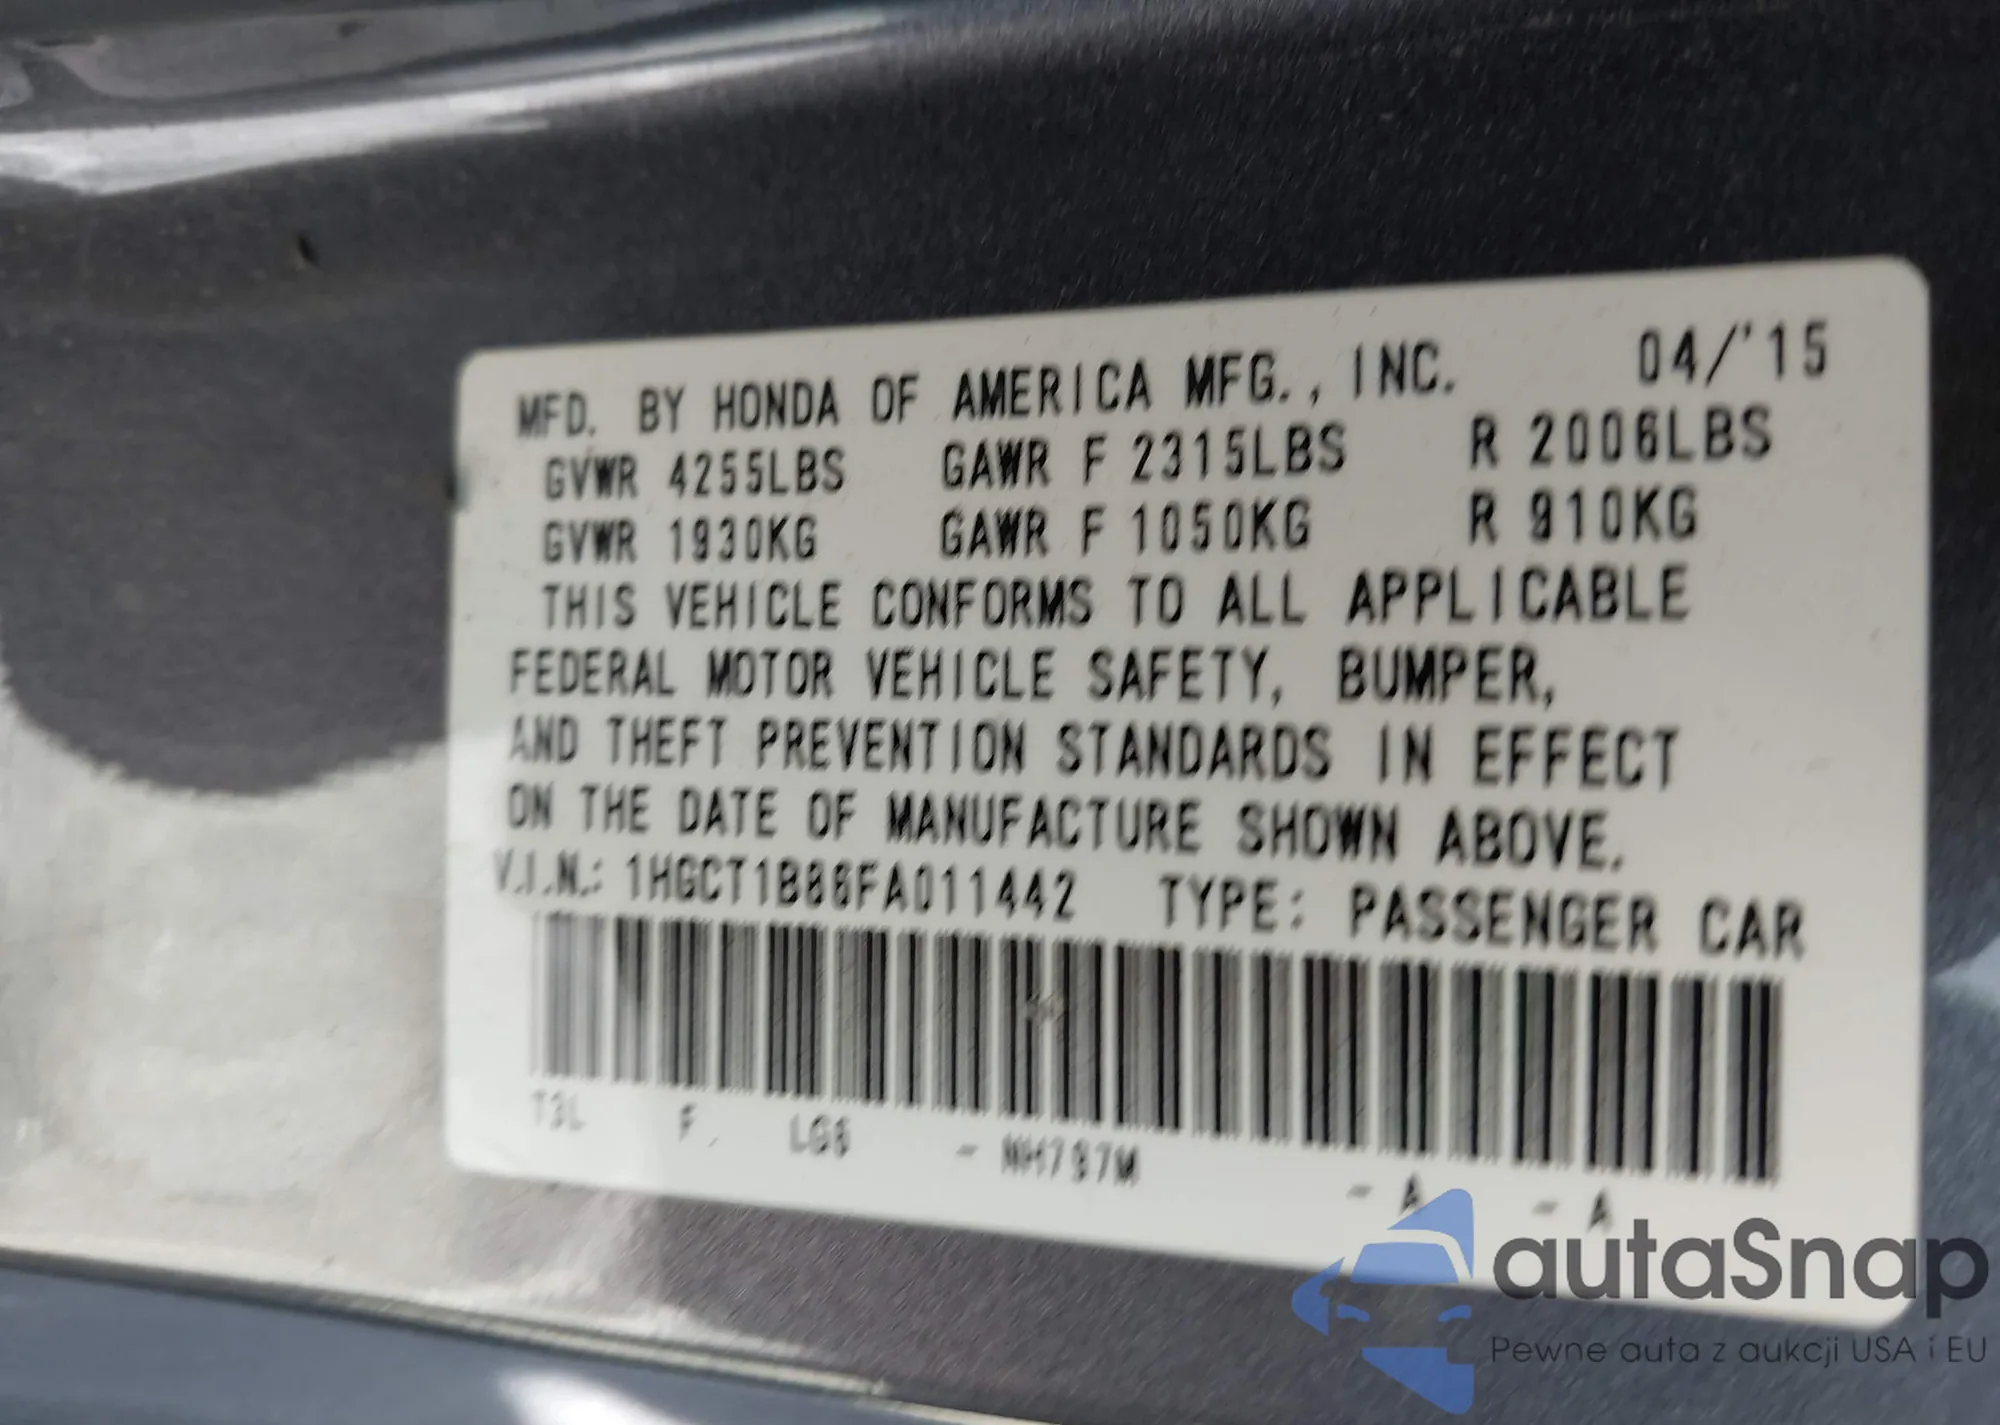 MFD. BY HONDA OF AMERICA MFG., INC. 04/'15
GVWR 4255LBS GAWR F 2315LBS R 2006LBS
GVWR 1930KG GAWR F 1050KG R 910KG
THIS VEHICLE CONFORMS TO ALL APPLICABLE
FEDERAL MOTOR VEHICLE SAFETY, BUMPER,
AND THEFT PREVENTION STANDARDS IN EFFECT
ON THE DATE OF MANUFACTURE SHOWN ABOVE.
V.I.N.: 1HGCT1B86FA011442 TYPE: PASSENGER CAR
T3L F. LG6 - NH797M - A - A
autaSnap
Pewne auta z aukcji USA i EU